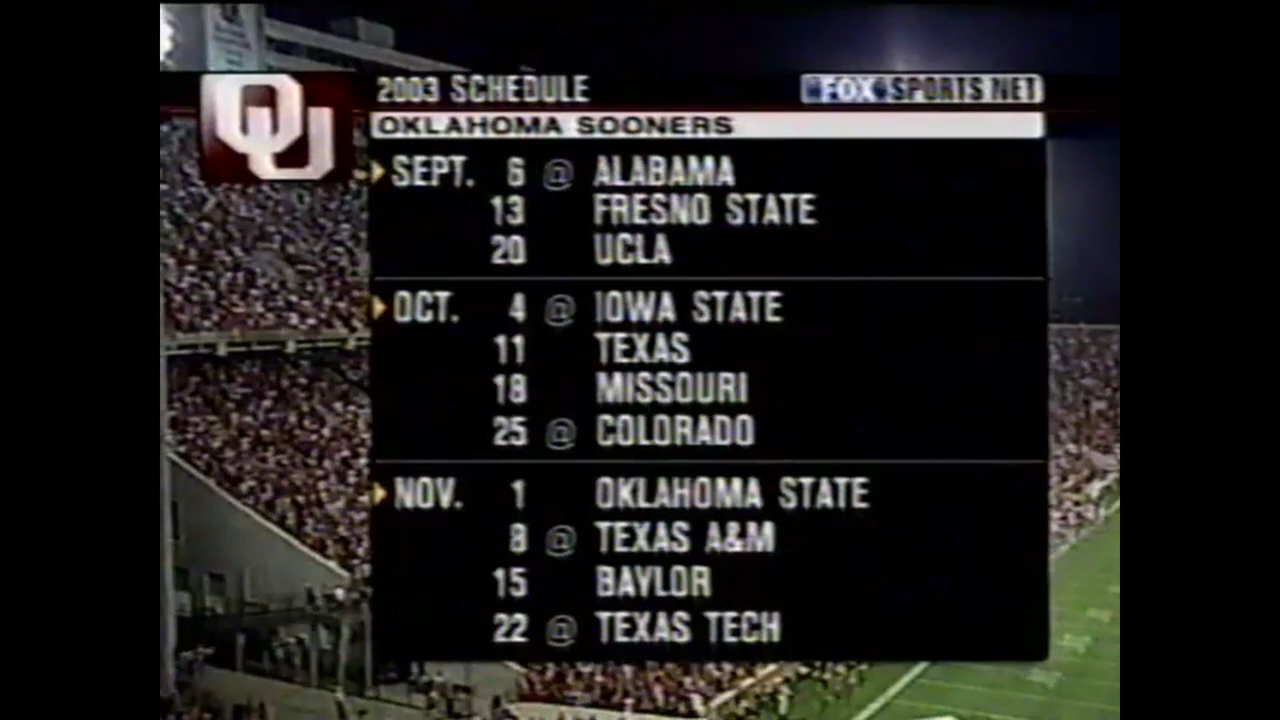 OU
2003 SCHEDULE
FOX SPORTS NET
OKLAHOMA SOONERS
SEPT. 6 @ ALABAMA
13 FRESNO STATE
20 UCLA
OCT. 4 @ IOWA STATE
11 TEXAS
18 MISSOURI
25 @ COLORADO
NOV. 1 OKLAHOMA STATE
8 @ TEXAS A&M
15 BAYLOR
22 @ TEXAS TECH